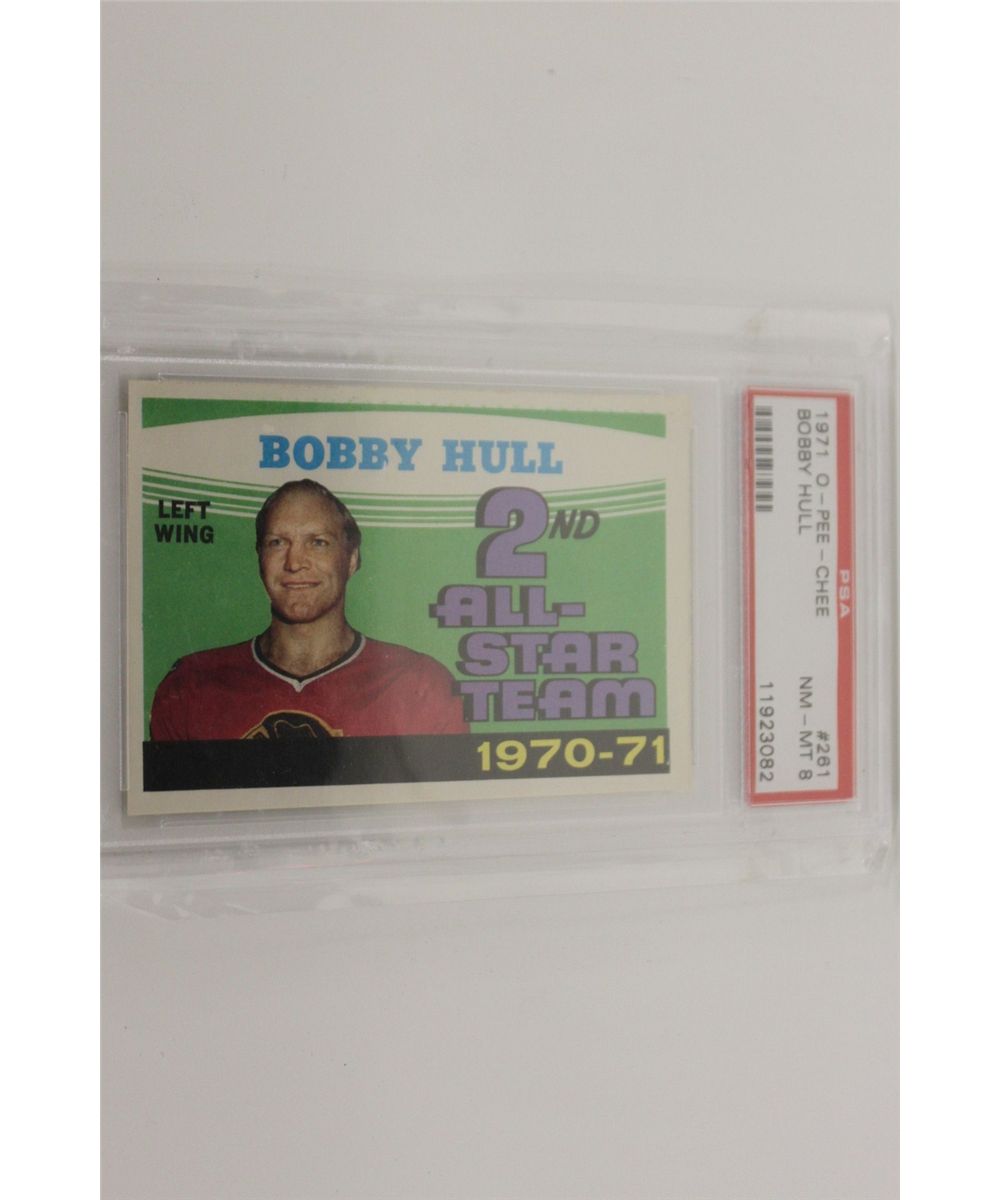 BOBBY HULL
LEFT
WING
2ND
ALL-
STAR
TEAM
1970-71
PSA
1971 O-PEE-CHEE #261
BOBBY HULL NM-MT 8
11923082